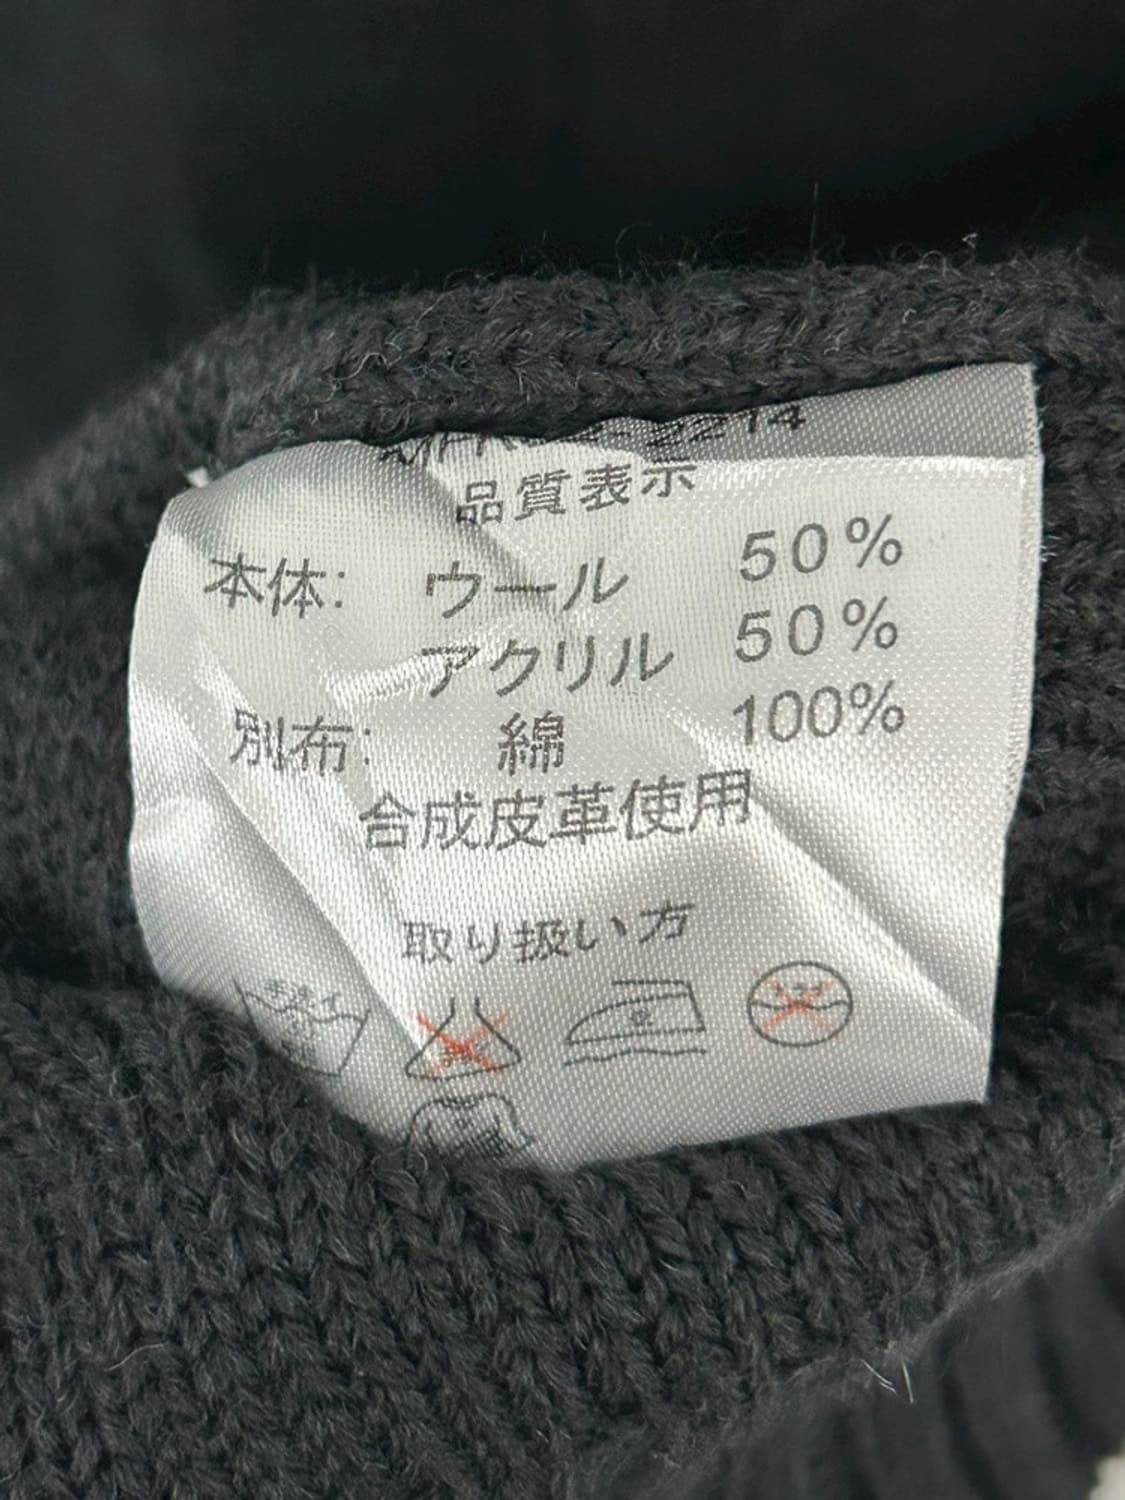 品質表示
本体: ウール 50%
アクリル 50%
別布: 綿 100%
合成皮革使用
取り扱い方